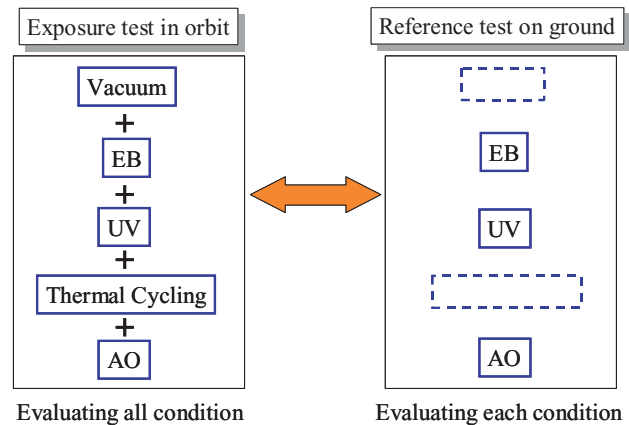 Exposure test in orbit
Vacuum
+
EB
+
UV
+
Thermal Cycling
+
AO
Evaluating all condition
Reference test on ground
EB
UV
AO
Evaluating each condition